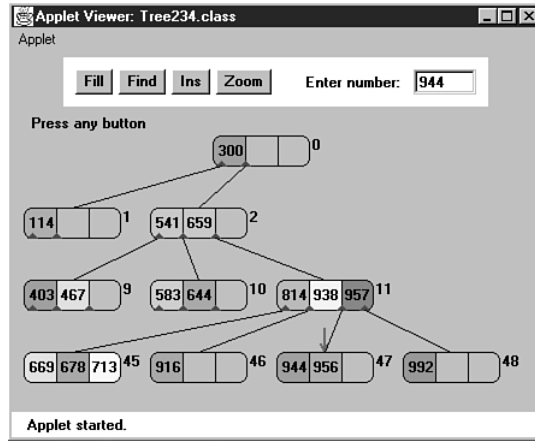 Applet Viewer: Tree234.class
Applet
Fill Find Ins Zoom Enter number: 944
Press any button
300 0
114 1 541 659 2
403 467 9 583 644 10 814 938 957 11
669 678 713 45 916 46 944 956 47 992 48
Applet started.